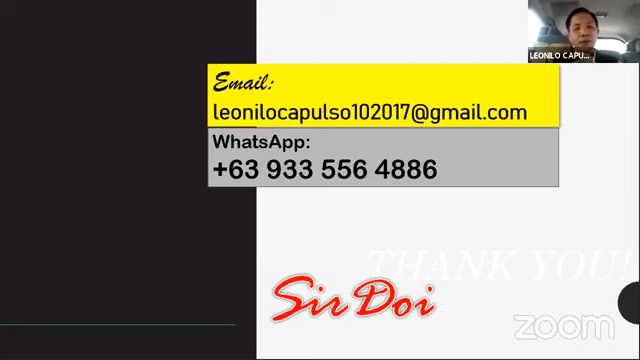 LEONILO CAPU...
Email:
leonilocapulso102017@gmail.com
WhatsApp:
+63 933 556 4886
THANK YOU!
Sir Doi
zoom